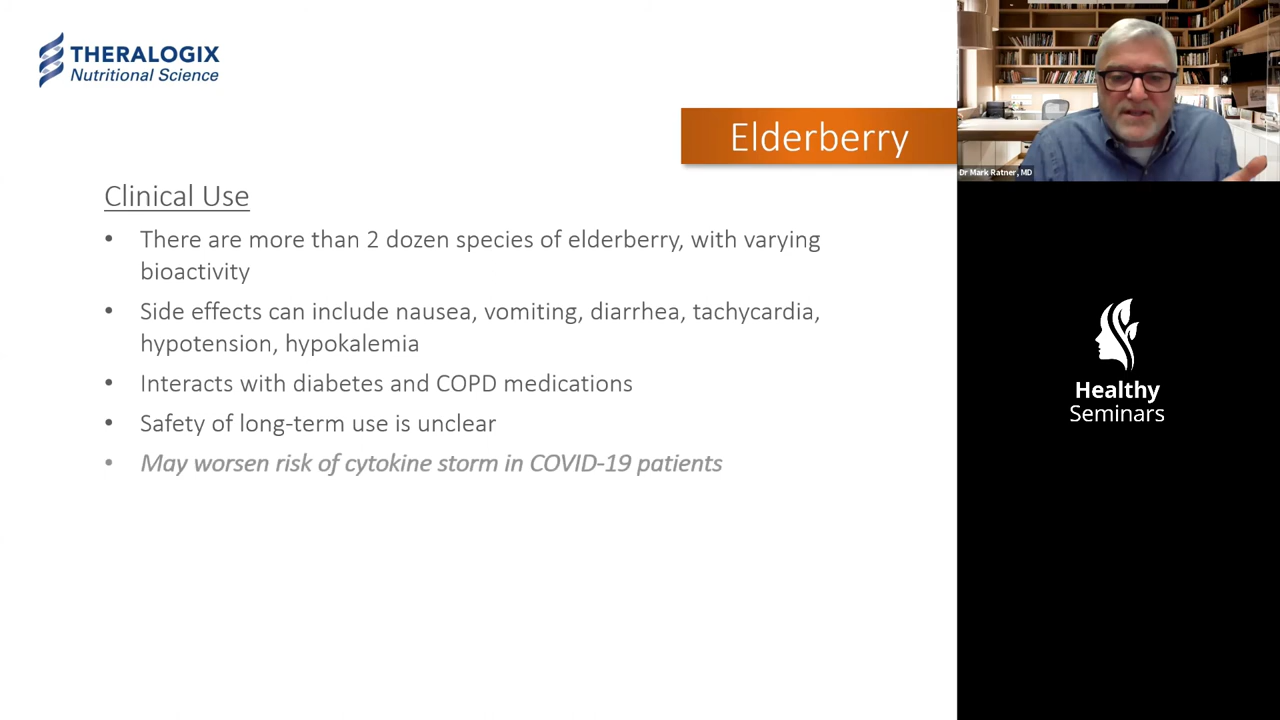 THERALOGIX
Nutritional Science
Elderberry
Dr Mark Ratner, MD
Clinical Use
• There are more than 2 dozen species of elderberry, with varying
bioactivity
• Side effects can include nausea, vomiting, diarrhea, tachycardia,
hypotension, hypokalemia
• Interacts with diabetes and COPD medications
• Safety of long-term use is unclear
• May worsen risk of cytokine storm in COVID-19 patients
Healthy
Seminars